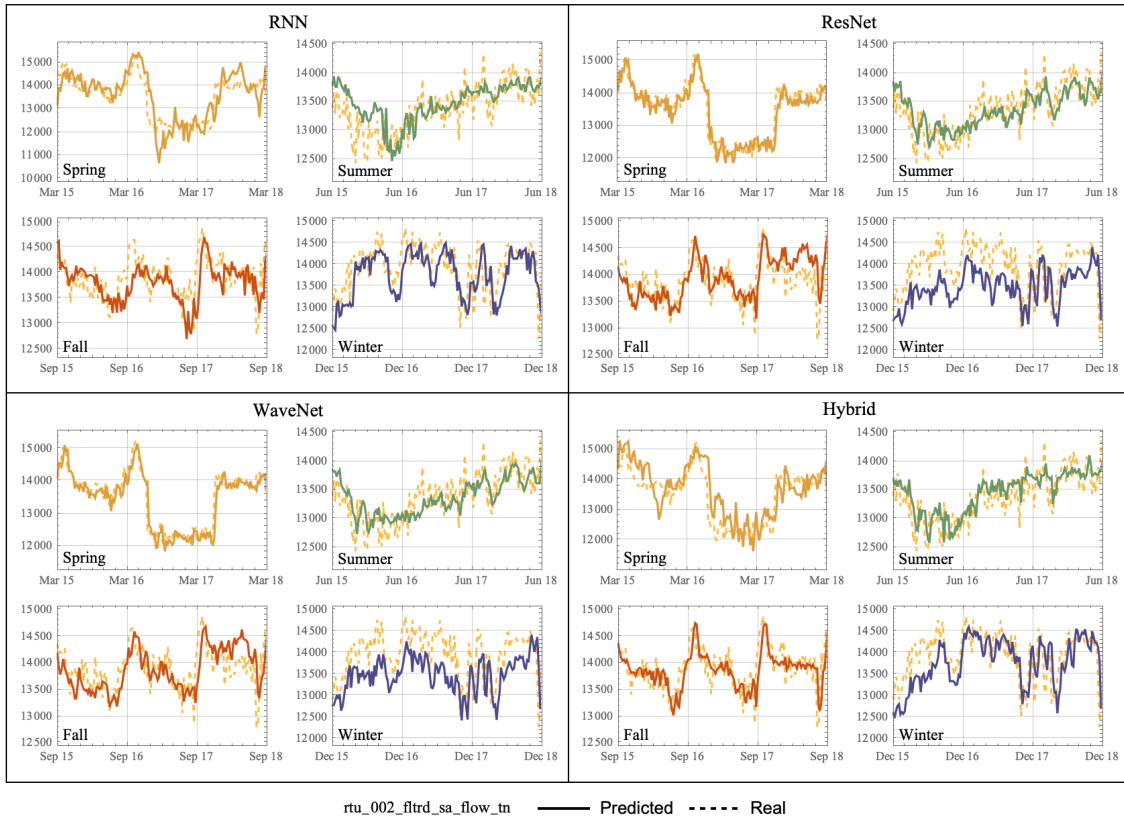 RNN
15000
14000
13000
12000
11000
10000
Spring
Mar 15 Mar 16 Mar 17 Mar 18
14500
14000
13500
13000
12500
Summer
Jun 15 Jun 16 Jun 17 Jun 18
15000
14500
14000
13500
13000
12500
Fall
Sep 15 Sep 16 Sep 17 Sep 18
15000
14500
14000
13500
13000
12500
12000
Winter
Dec 15 Dec 16 Dec 17 Dec 18
ResNet
15000
14000
13000
12000
Spring
Mar 15 Mar 16 Mar 17 Mar 18
14500
14000
13500
13000
12500
Summer
Jun 15 Jun 16 Jun 17 Jun 18
15000
14500
14000
13500
13000
12500
Fall
Sep 15 Sep 16 Sep 17 Sep 18
15000
14500
14000
13500
13000
12500
12000
Winter
Dec 15 Dec 16 Dec 17 Dec 18
WaveNet
15000
14000
13000
12000
Spring
Mar 15 Mar 16 Mar 17 Mar 18
14500
14000
13500
13000
12500
Summer
Jun 15 Jun 16 Jun 17 Jun 18
15000
14500
14000
13500
13000
12500
Fall
Sep 15 Sep 16 Sep 17 Sep 18
15000
14500
14000
13500
13000
12500
12000
Winter
Dec 15 Dec 16 Dec 17 Dec 18
Hybrid
15000
14000
13000
12000
Spring
Mar 15 Mar 16 Mar 17 Mar 18
14500
14000
13500
13000
12500
Summer
Jun 15 Jun 16 Jun 17 Jun 18
15000
14500
14000
13500
13000
12500
Fall
Sep 15 Sep 16 Sep 17 Sep 18
15000
14500
14000
13500
13000
12500
12000
Winter
Dec 15 Dec 16 Dec 17 Dec 18
rtu_002_fltrd_sa_flow_tn Predicted Real